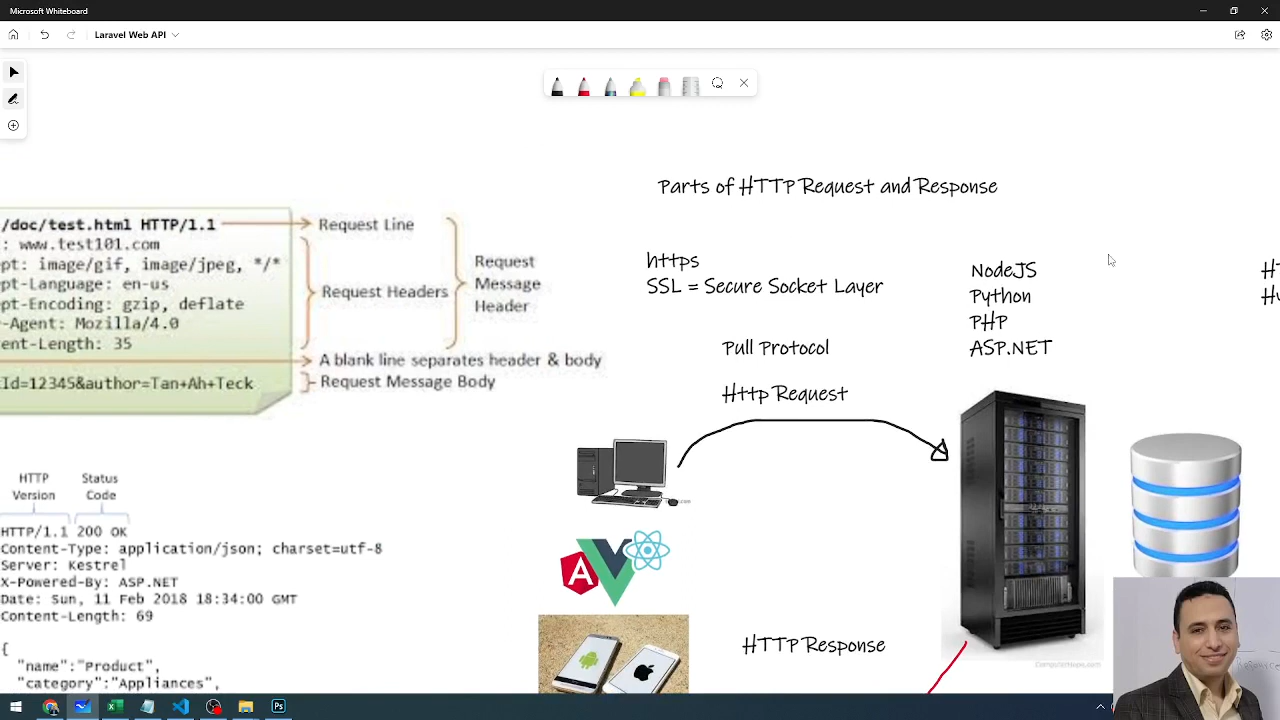 Microsoft Whiteboard
Laravel Web API
Parts of HTTP Request and Response
/doc/test.html HTTP/1.1
Request Line
: www.test101.com
ept: image/gif, image/jpeg, */*
ept-Language: en-us
ept-Encoding: gzip, deflate
-Agent: Mozilla/4.0
ent-Length: 35
Request Headers
Request
Message
Header
A blank line separates header & body
Id=12345&author=Tan+Ah+Teck
Request Message Body
https
SSL = Secure Socket Layer
Pull Protocol
Http Request
NodeJS
Python
PHP
ASP.NET
HTTP
Version
Status
Code
HTTP/1.1 200 OK
Content-Type: application/json; charset=utf-8
Server: Kestrel
X-Powered-By: ASP.NET
Date: Sun, 11 Feb 2018 18:34:00 GMT
Content-Length: 69
{
"name":"Product",
"category":"Appliances",
A
HTTP Response
ComputerHope.com